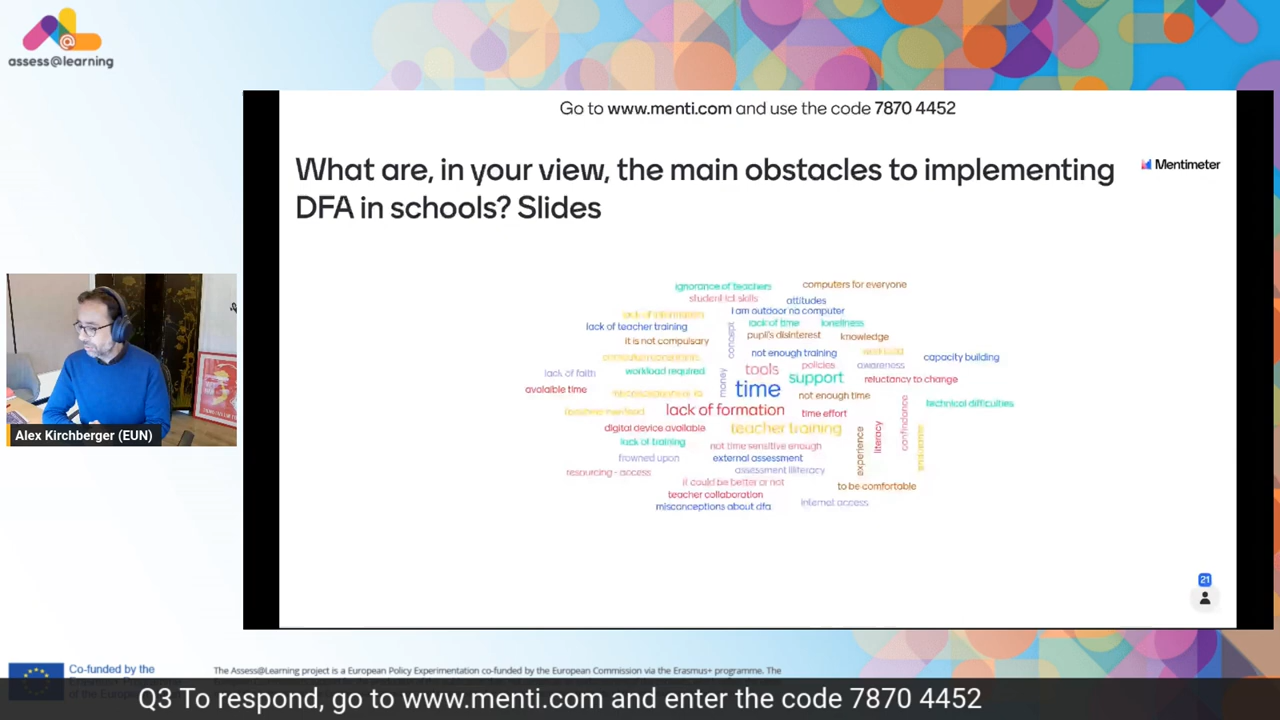 assess@learning
Go to www.menti.com and use the code 7870 4452
What are, in your view, the main obstacles to implementing
DFA in schools? Slides
Mentimeter
ignorance of teachers
computers for everyone
student ict skills
attitudes
I am outdoor no computer
lack of information
lack of time
loneliness
lack of teacher training
concept
pupil's disinterest
knowledge
it is not compulsary
not enough training
workload
capacity building
lack of faith
workload required
tools
policies
awareness
support
reluctancy to change
avalaible time
money
time
not enough time
technical difficulties
lack of formation
time effort
digital device available
teacher training
confindance
literacy
experience
lack of training
not time sensitive enough
frowned upon
external assessment
resourcing - access
assessment illiteracy
it could be better or not
to be comfortable
teacher collaboration
internet access
misconceptions about dfa
21
Alex Kirchberger (EUN)
Co-funded by the
The Assess@Learning project is a European Policy Experimentation co-funded by the European Commission via the Erasmus+ programme. The
Q3 To respond, go to www.menti.com and enter the code 7870 4452